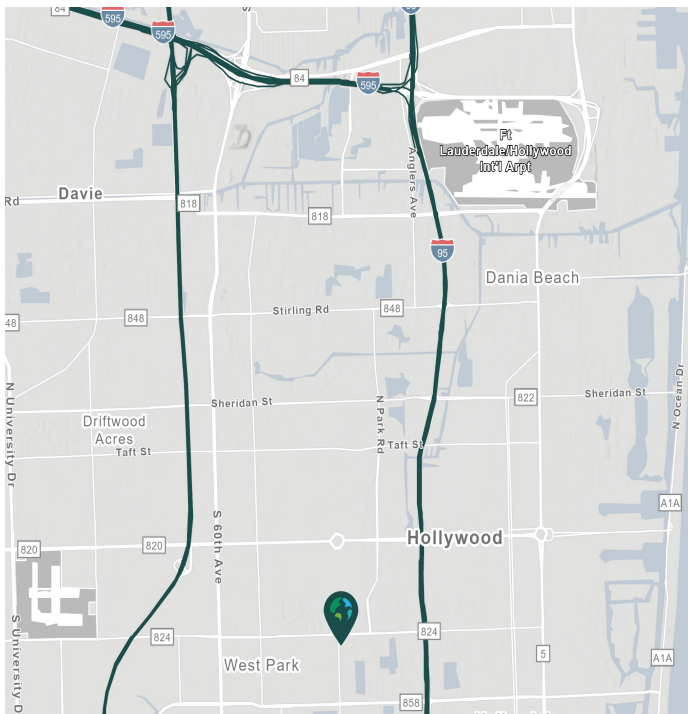 84
595
595
84
595
Ft
Lauderdale/Hollywood
Int'l Arpt
Anglers Ave
Rd
Davie
818
818
95
Dania Beach
Stirling Rd
848
848
48
Sheridan St
822
Sheridan St
N Ocean Dr
N University Dr
N Park Rd
Driftwood
Acres
Taft St
Taft St
A1A
S 60th Ave
820
820
Hollywood
824
824
S University Dr
West Park
5
A1A
858